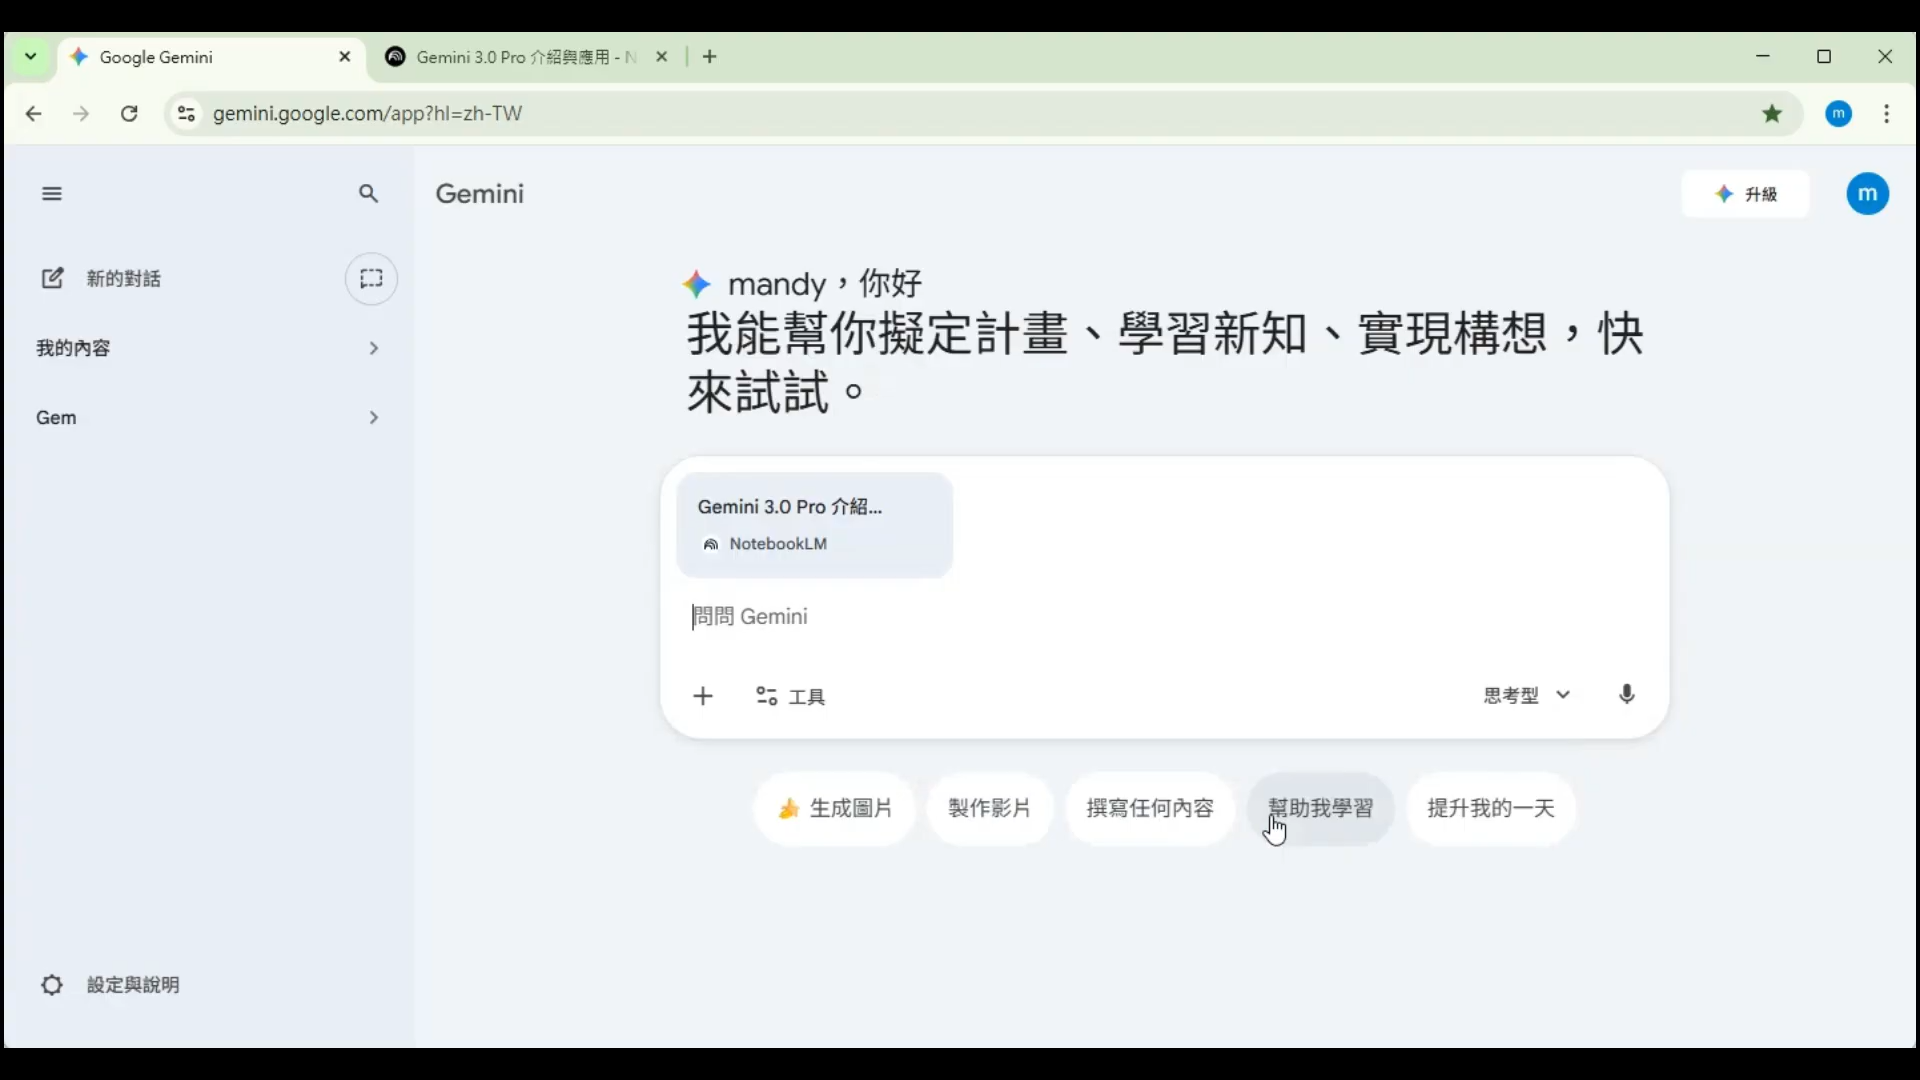 Google Gemini
Gemini 3.0 Pro 介紹與應用 - N
gemini.google.com/app?hl=zh-TW
m
Gemini
升級
m
新的對話
我的內容
Gem
mandy，你好
我能幫你擬定計畫、學習新知、實現構想，快
來試試。
Gemini 3.0 Pro 介紹...
NotebookLM
問問 Gemini
工具
思考型
生成圖片
製作影片
撰寫任何內容
幫助我學習
提升我的一天
設定與說明